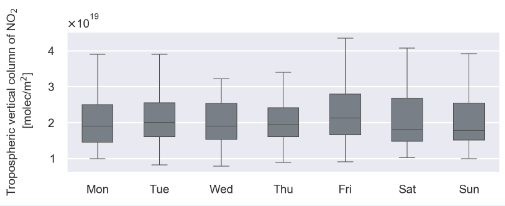 ×10¹⁹
Tropospheric vertical column of NO₂
[molec/m²]
4
3
2
1
Mon Tue Wed Thu Fri Sat Sun